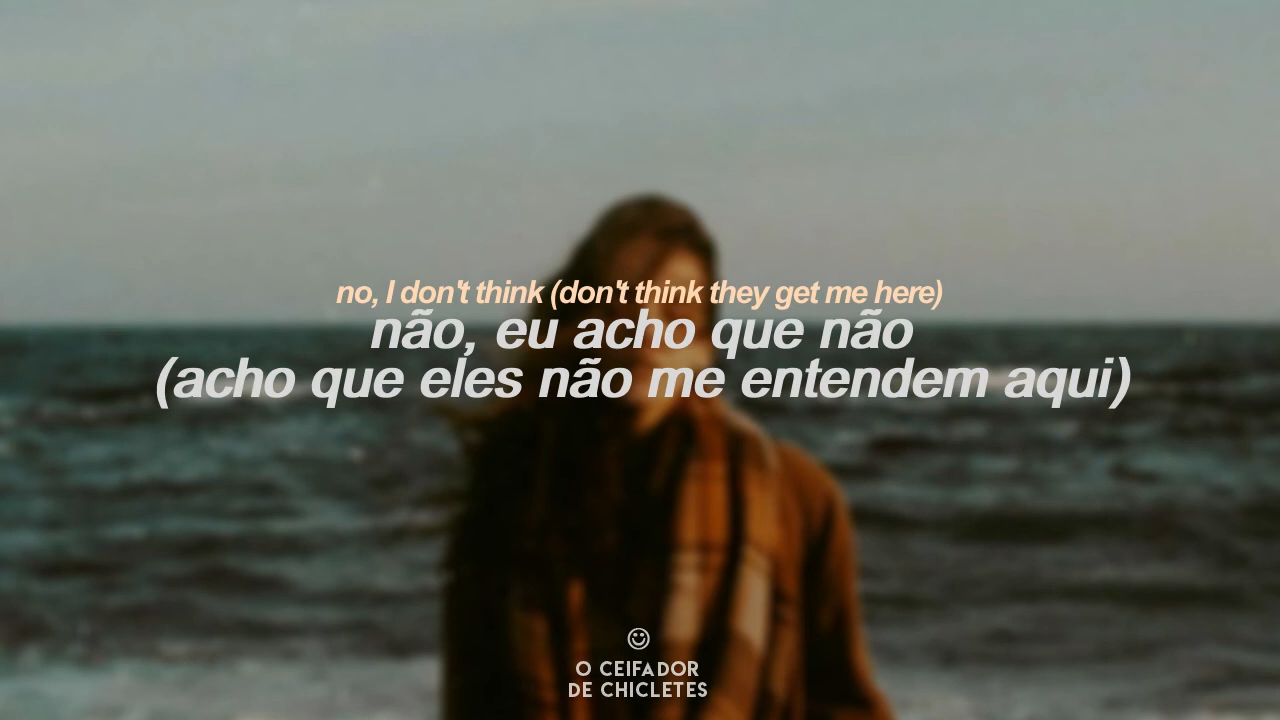 no, I don't think (don't think they get me here)
não, eu acho que não
(acho que eles não me entendem aqui)
O CEIFADOR
DE CHICLETES